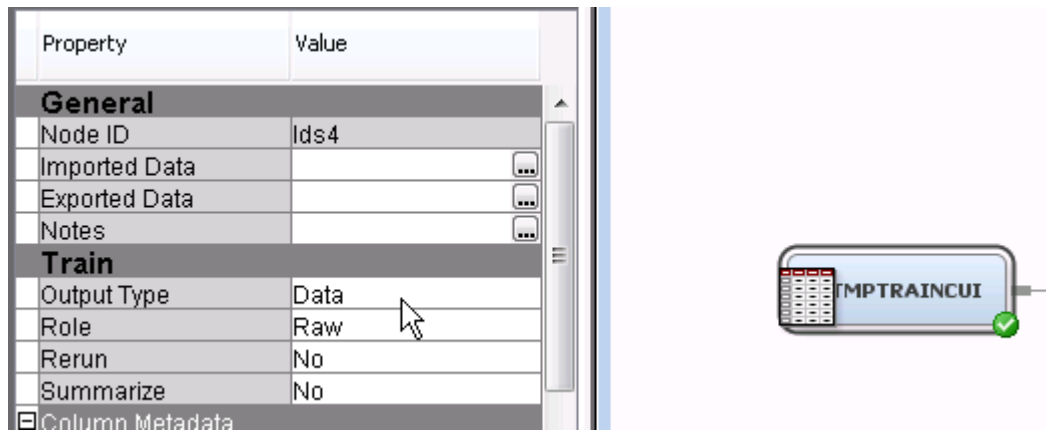 Property Value
General
Node ID Ids4
Imported Data ...
Exported Data ...
Notes ...
Train
Output Type Data
Role Raw
Rerun No
Summarize No
Column Metadata
TMPTRAINCUI